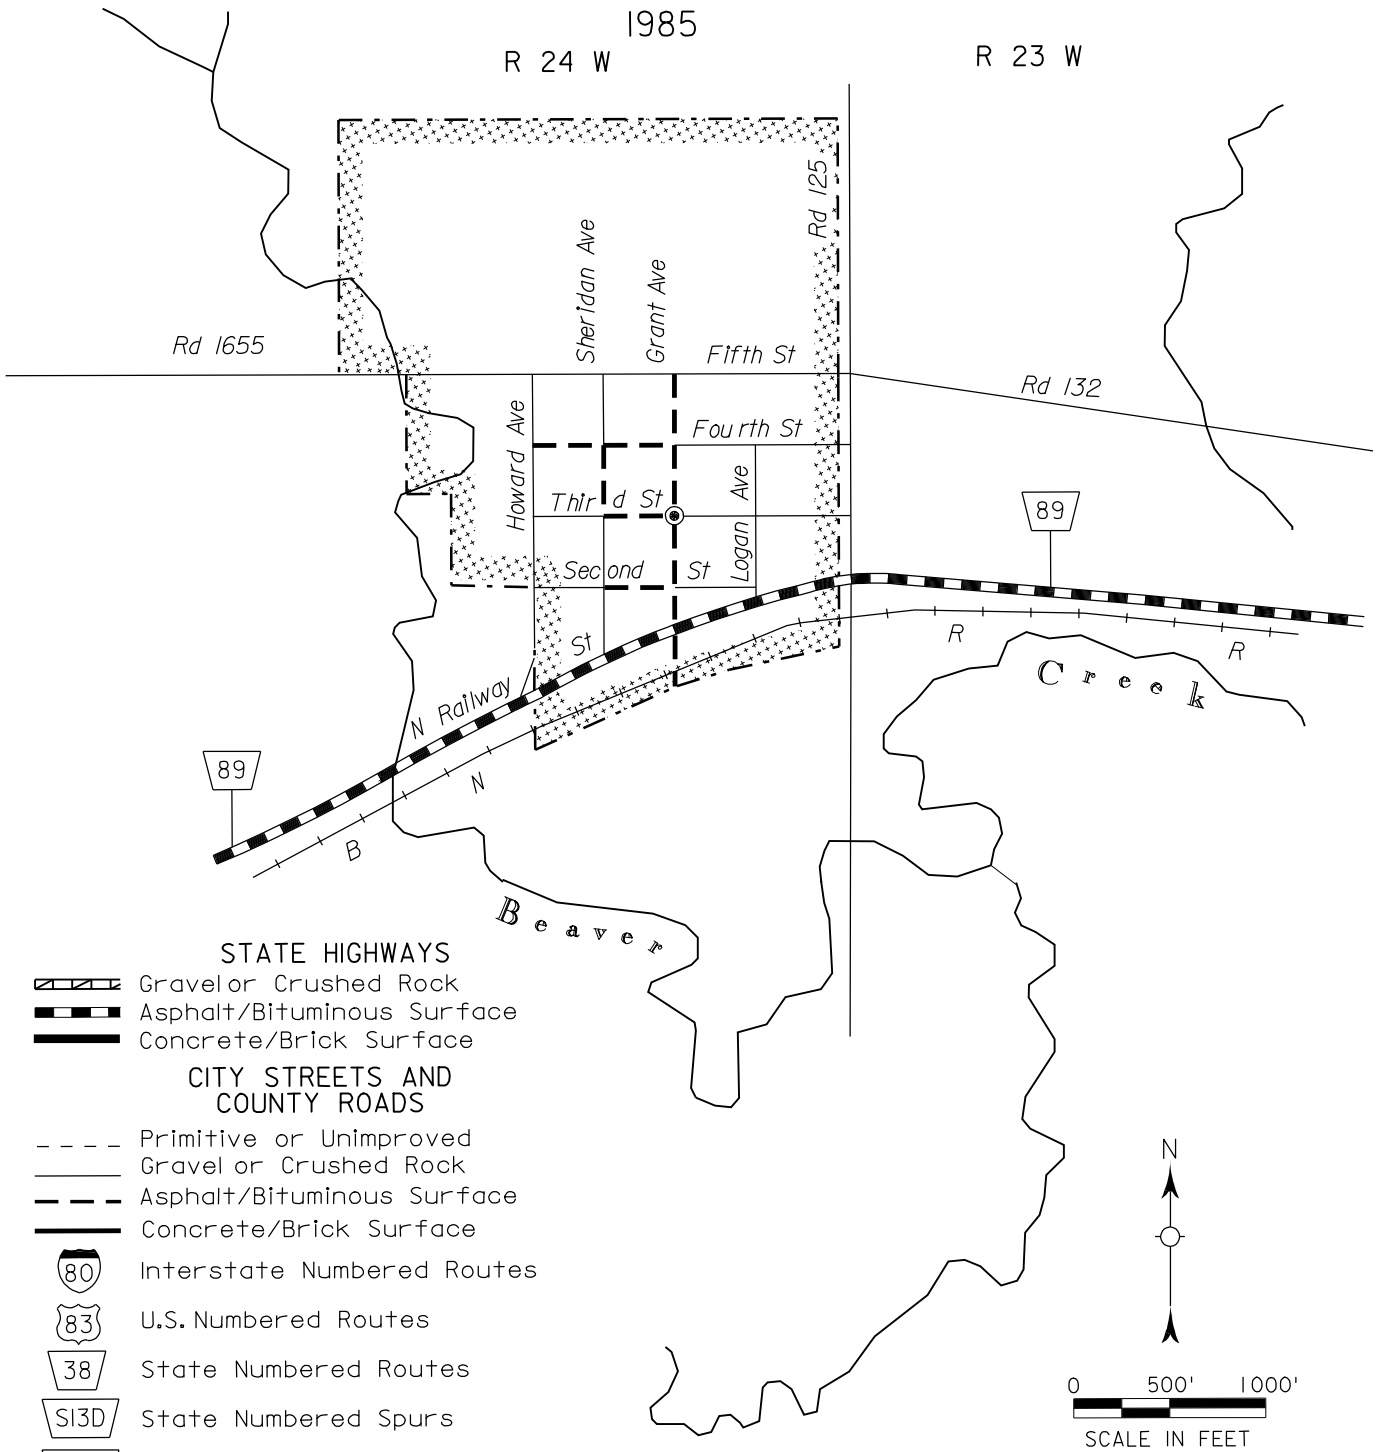 1985
R 24 W
R 23 W
Rd 125
Sheridan Ave
Grant Ave
Rd 1655
Fifth St
Rd 132
Howard Ave
Fourth St
Logan Ave
Third St
89
Second St
N Railway St
R R
Creek
89
B N
Beaver
STATE HIGHWAYS
Gravel or Crushed Rock
Asphalt/Bituminous Surface
Concrete/Brick Surface
CITY STREETS AND
COUNTY ROADS
Primitive or Unimproved
Gravel or Crushed Rock
Asphalt/Bituminous Surface
Concrete/Brick Surface
80 Interstate Numbered Routes
83 U.S. Numbered Routes
38 State Numbered Routes
S13D State Numbered Spurs
N
0 500' 1000'
SCALE IN FEET